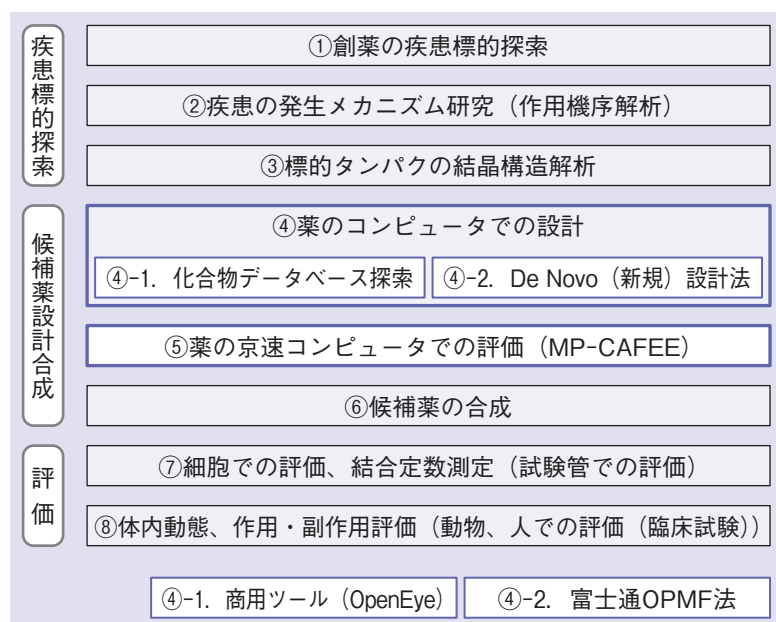 疾患標的探索
①創薬の疾患標的探索
②疾患の発生メカニズム研究（作用機序解析）
③標的タンパクの結晶構造解析
候補薬設計合成
④薬のコンピュータでの設計
④-1. 化合物データベース探索
④-2. De Novo（新規）設計法
⑤薬の京速コンピュータでの評価（MP-CAFEE）
⑥候補薬の合成
評価
⑦細胞での評価、結合定数測定（試験管での評価）
⑧体内動態、作用・副作用評価（動物、人での評価（臨床試験））
④-1. 商用ツール（OpenEye）
④-2. 富士通OPMF法